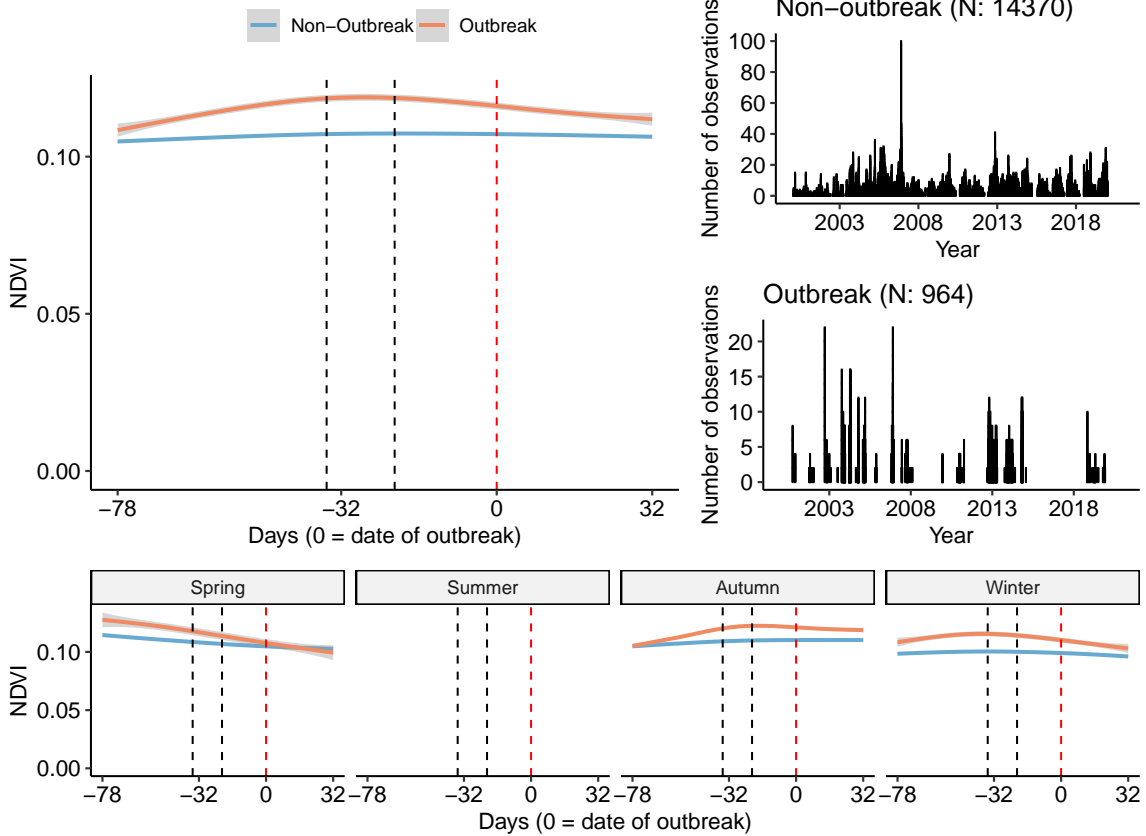 Non−Outbreak Outbreak
NDVI
0.10
0.05
0.00
−78 −32 0 32
Days (0 = date of outbreak)
Non−outbreak (N: 14370)
Number of observations
100
80
60
40
20
0
2003 2008 2013 2018
Year
Outbreak (N: 964)
Number of observations
20
15
10
5
0
2003 2008 2013 2018
Year
Spring Summer Autumn Winter
NDVI
0.10
0.05
0.00
−78 −32 0 32 −78 −32 0 32 −78 −32 0 32 −78 −32 0 32
Days (0 = date of outbreak)